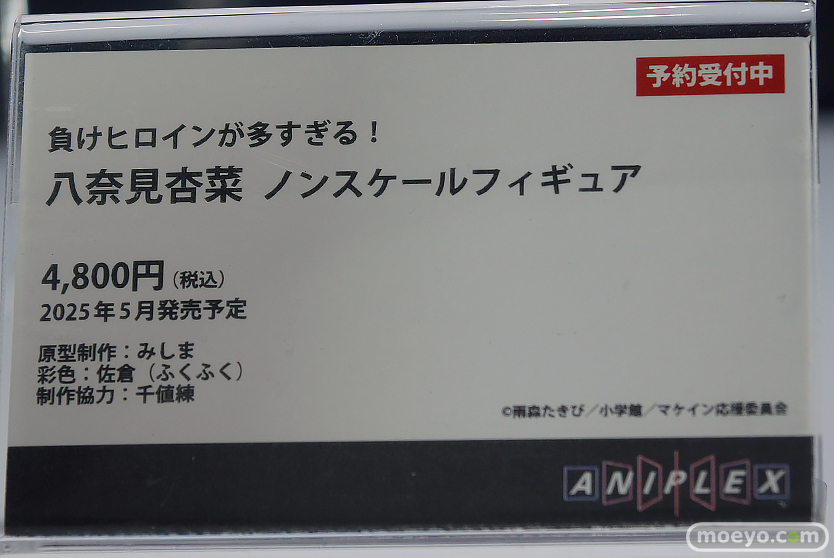 予約受付中
負けヒロインが多すぎる！
八奈見杏菜 ノンスケールフィギュア
4,800円（税込）
2025年5月発売予定
原型制作：みしま
彩色：佐倉（ふくふく）
制作協力：千値練
©雨森たきび／小学館／マケイン応援委員会
ANIPLEX
moeyo.com